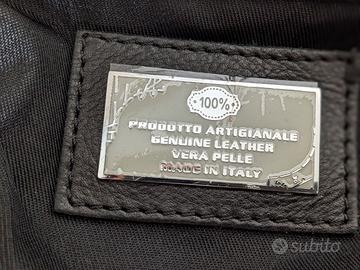 100%
PRODOTTO ARTIGIANALE
GENUINE LEATHER
VERA PELLE
MADE IN ITALY
subito